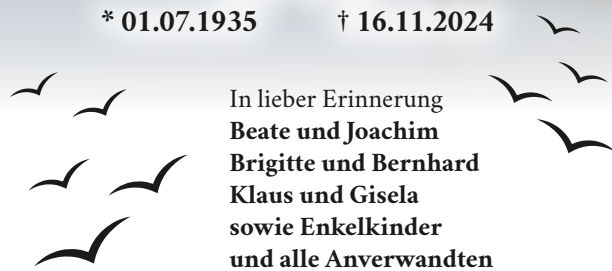 * 01.07.1935 † 16.11.2024
In lieber Erinnerung
Beate und Joachim
Brigitte und Bernhard
Klaus und Gisela
sowie Enkelkinder
und alle Anverwandten